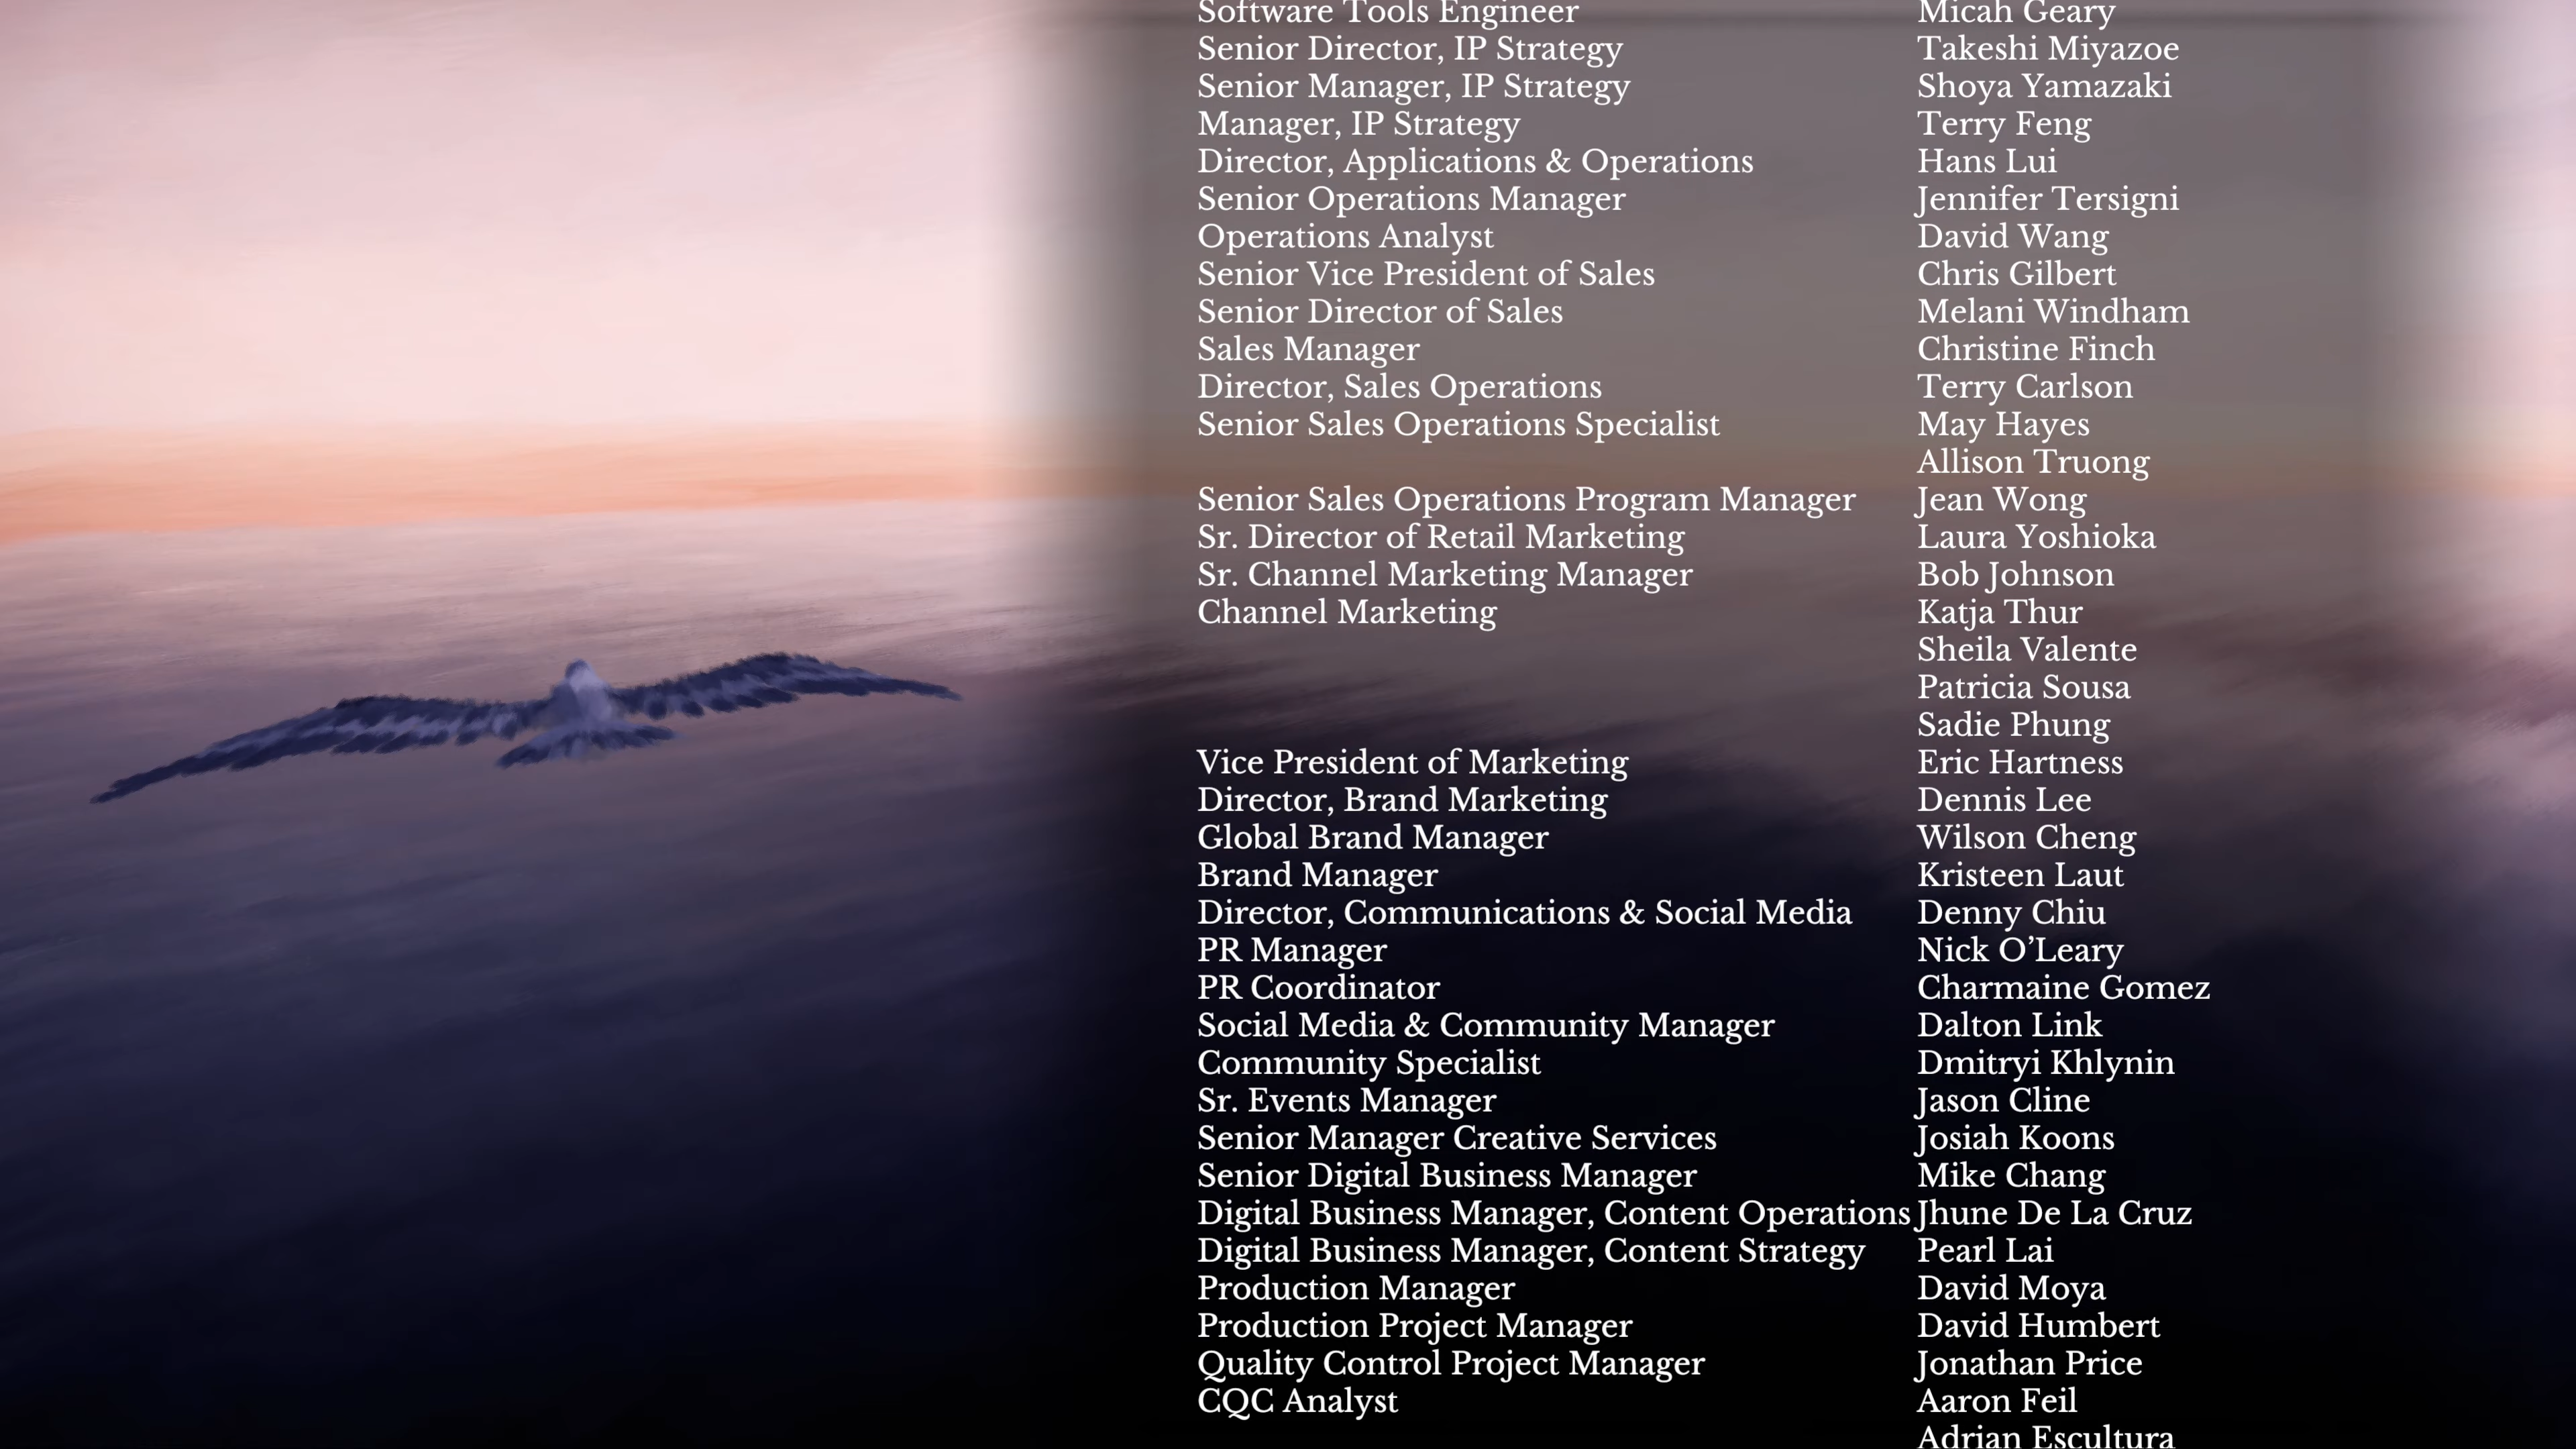 Software Tools Engineer Micah Geary
Senior Director, IP Strategy Takeshi Miyazoe
Senior Manager, IP Strategy Shoya Yamazaki
Manager, IP Strategy Terry Feng
Director, Applications & Operations Hans Lui
Senior Operations Manager Jennifer Tersigni
Operations Analyst David Wang
Senior Vice President of Sales Chris Gilbert
Senior Director of Sales Melani Windham
Sales Manager Christine Finch
Director, Sales Operations Terry Carlson
Senior Sales Operations Specialist May Hayes
Allison Truong
Senior Sales Operations Program Manager Jean Wong
Sr. Director of Retail Marketing Laura Yoshioka
Sr. Channel Marketing Manager Bob Johnson
Channel Marketing Katja Thur
Sheila Valente
Patricia Sousa
Sadie Phung
Vice President of Marketing Eric Hartness
Director, Brand Marketing Dennis Lee
Global Brand Manager Wilson Cheng
Brand Manager Kristeen Laut
Director, Communications & Social Media Denny Chiu
PR Manager Nick O’Leary
PR Coordinator Charmaine Gomez
Social Media & Community Manager Dalton Link
Community Specialist Dmitryi Khlynin
Sr. Events Manager Jason Cline
Senior Manager Creative Services Josiah Koons
Senior Digital Business Manager Mike Chang
Digital Business Manager, Content Operations Jhune De La Cruz
Digital Business Manager, Content Strategy Pearl Lai
Production Manager David Moya
Production Project Manager David Humbert
Quality Control Project Manager Jonathan Price
CQC Analyst Aaron Feil
Adrian Escultura